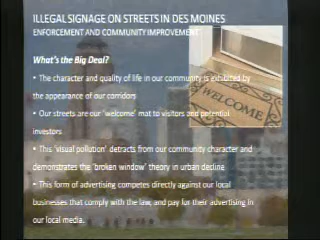 ILLEGAL SIGNAGE ON STREETS IN DES MOINES
ENFORCEMENT AND COMMUNITY IMPROVEMENT
What's the Big Deal?
• The character and quality of life in our community is exhibited by
the appearance of our corridors
• Our streets are our 'welcome' mat to visitors and potential
investors
• This 'visual pollution' detracts from our community character and
demonstrates the 'broken window' theory in urban decline
• This form of advertising competes directly against our local
businesses that comply with the law, and pay for their advertising in
our local media.
WELCOME